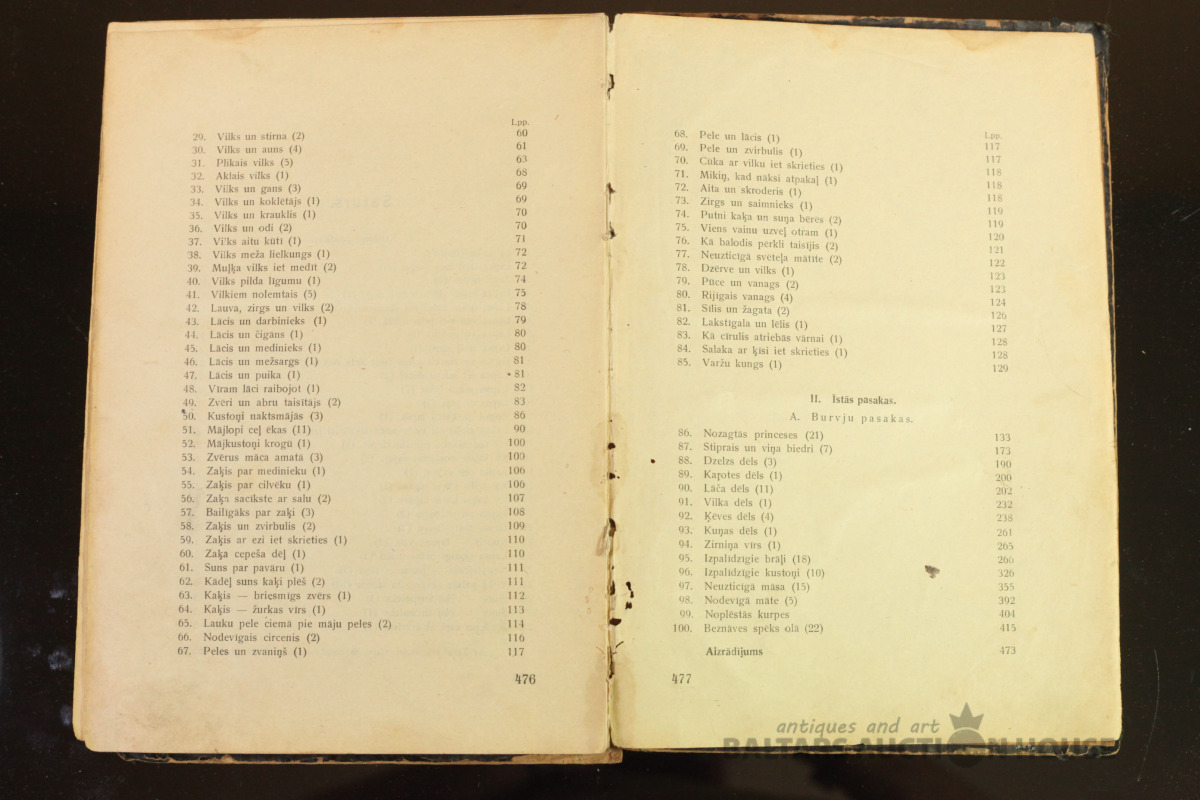 Lpp.
29. Vilks un stirna (2) 60
30. Vilks un auns (4) 61
31. Plikais vilks (5) 63
32. Aklais vilks (1) 68
33. Vilks un gans (3) 69
34. Vilks un koklētājs (1) 69
35. Vilks un krauklis (1) 70
36. Vilks un odi (2) 70
37. Vilks aitu kūtī (1) 71
38. Vilks meža lielkungs (1) 72
39. Muļķa vilks iet medīt (2) 72
40. Vilks pilda līgumu (1) 74
41. Vilkiem nolemtais (5) 75
42. Lauva, zirgs un vilks (2) 78
43. Lācis un darbinieks (1) 79
44. Lācis un čigāns (1) 80
45. Lācis un medinieks (1) 80
46. Lācis un mežsargs (1) 81
47. Lācis un puika (1) 81
48. Vīram lāci raibojot (1) 82
49. Zvēri un abru taisītājs (2) 83
50. Kustoņi naktsmājās (3) 86
51. Mājlopi ceļ ēkas (11) 90
52. Mājkustoņi krogū (1) 100
53. Zvērus māca amatā (3) 100
54. Zaķis par medinieku (1) 106
55. Zaķis par cilvēku (1) 106
56. Zaķa sacīkste ar salu (2) 107
57. Bailīgāks par zaķi (3) 108
58. Zaķis un zvirbulis (2) 109
59. Zaķis ar ezi iet skrieties (1) 110
60. Zaķa cepeša dēļ (1) 110
61. Suns par pavāru (1) 111
62. Kādēļ suns kaķi plēš (2) 111
63. Kaķis — briesmīgs zvērs (1) 112
64. Kaķis — žurkas vīrs (1) 113
65. Lauku pele ciemā pie māju peles (2) 114
66. Nodevīgais circenis (2) 116
67. Peles un zvaniņš (1) 117
476
Lpp.
68. Pele un lācis (1) 117
69. Pele un zvirbulis (1) 117
70. Cūka ar vilku iet skrieties (1) 118
71. Mikiņ, kad nāksi atpakaļ (1) 118
72. Aita un skroderis (1) 118
73. Zirgs un saimnieks (1) 119
74. Putni kaķa un suņa bērēs (2) 119
75. Viens vainu uzveļ otram (1) 120
76. Kā balodis pērkli taisījis (2) 121
77. Neuzticīgā svēteļa mātīte (2) 122
78. Dzērve un vilks (1) 123
79. Pūce un vanags (2) 123
80. Rijīgais vanags (4) 124
81. Sīlis un žagata (2) 126
82. Lakstīgala un lēlis (1) 127
83. Kā cīrulis atriebās vārnai (1) 128
84. Salaka ar ķīsi iet skrieties (1) 128
85. Varžu kungs (1) 129
II. Īstās pasakas.
A. Burvju pasakas.
86. Nozagtās princeses (21) 133
87. Stiprais un viņa biedri (7) 173
88. Dzelzs dēls (3) 190
89. Kapotes dēls (1) 200
90. Lāča dēls (11) 202
91. Vilka dēls (1) 232
92. Ķēves dēls (4) 238
93. Kuņas dēls (1) 261
94. Zirniņa vīrs (1) 265
95. Izpalīdzīgie brāļi (18) 266
96. Izpalīdzīgie kustoņi (10) 326
97. Neuzticīgā māsa (15) 355
98. Nodevīgā māte (5) 392
99. Noplēstās kurpes 404
100. Beznāves spēks olā (22) 415
Aizrādījums 473
477
antiques and art
BALTARS AUCTION HOUSE